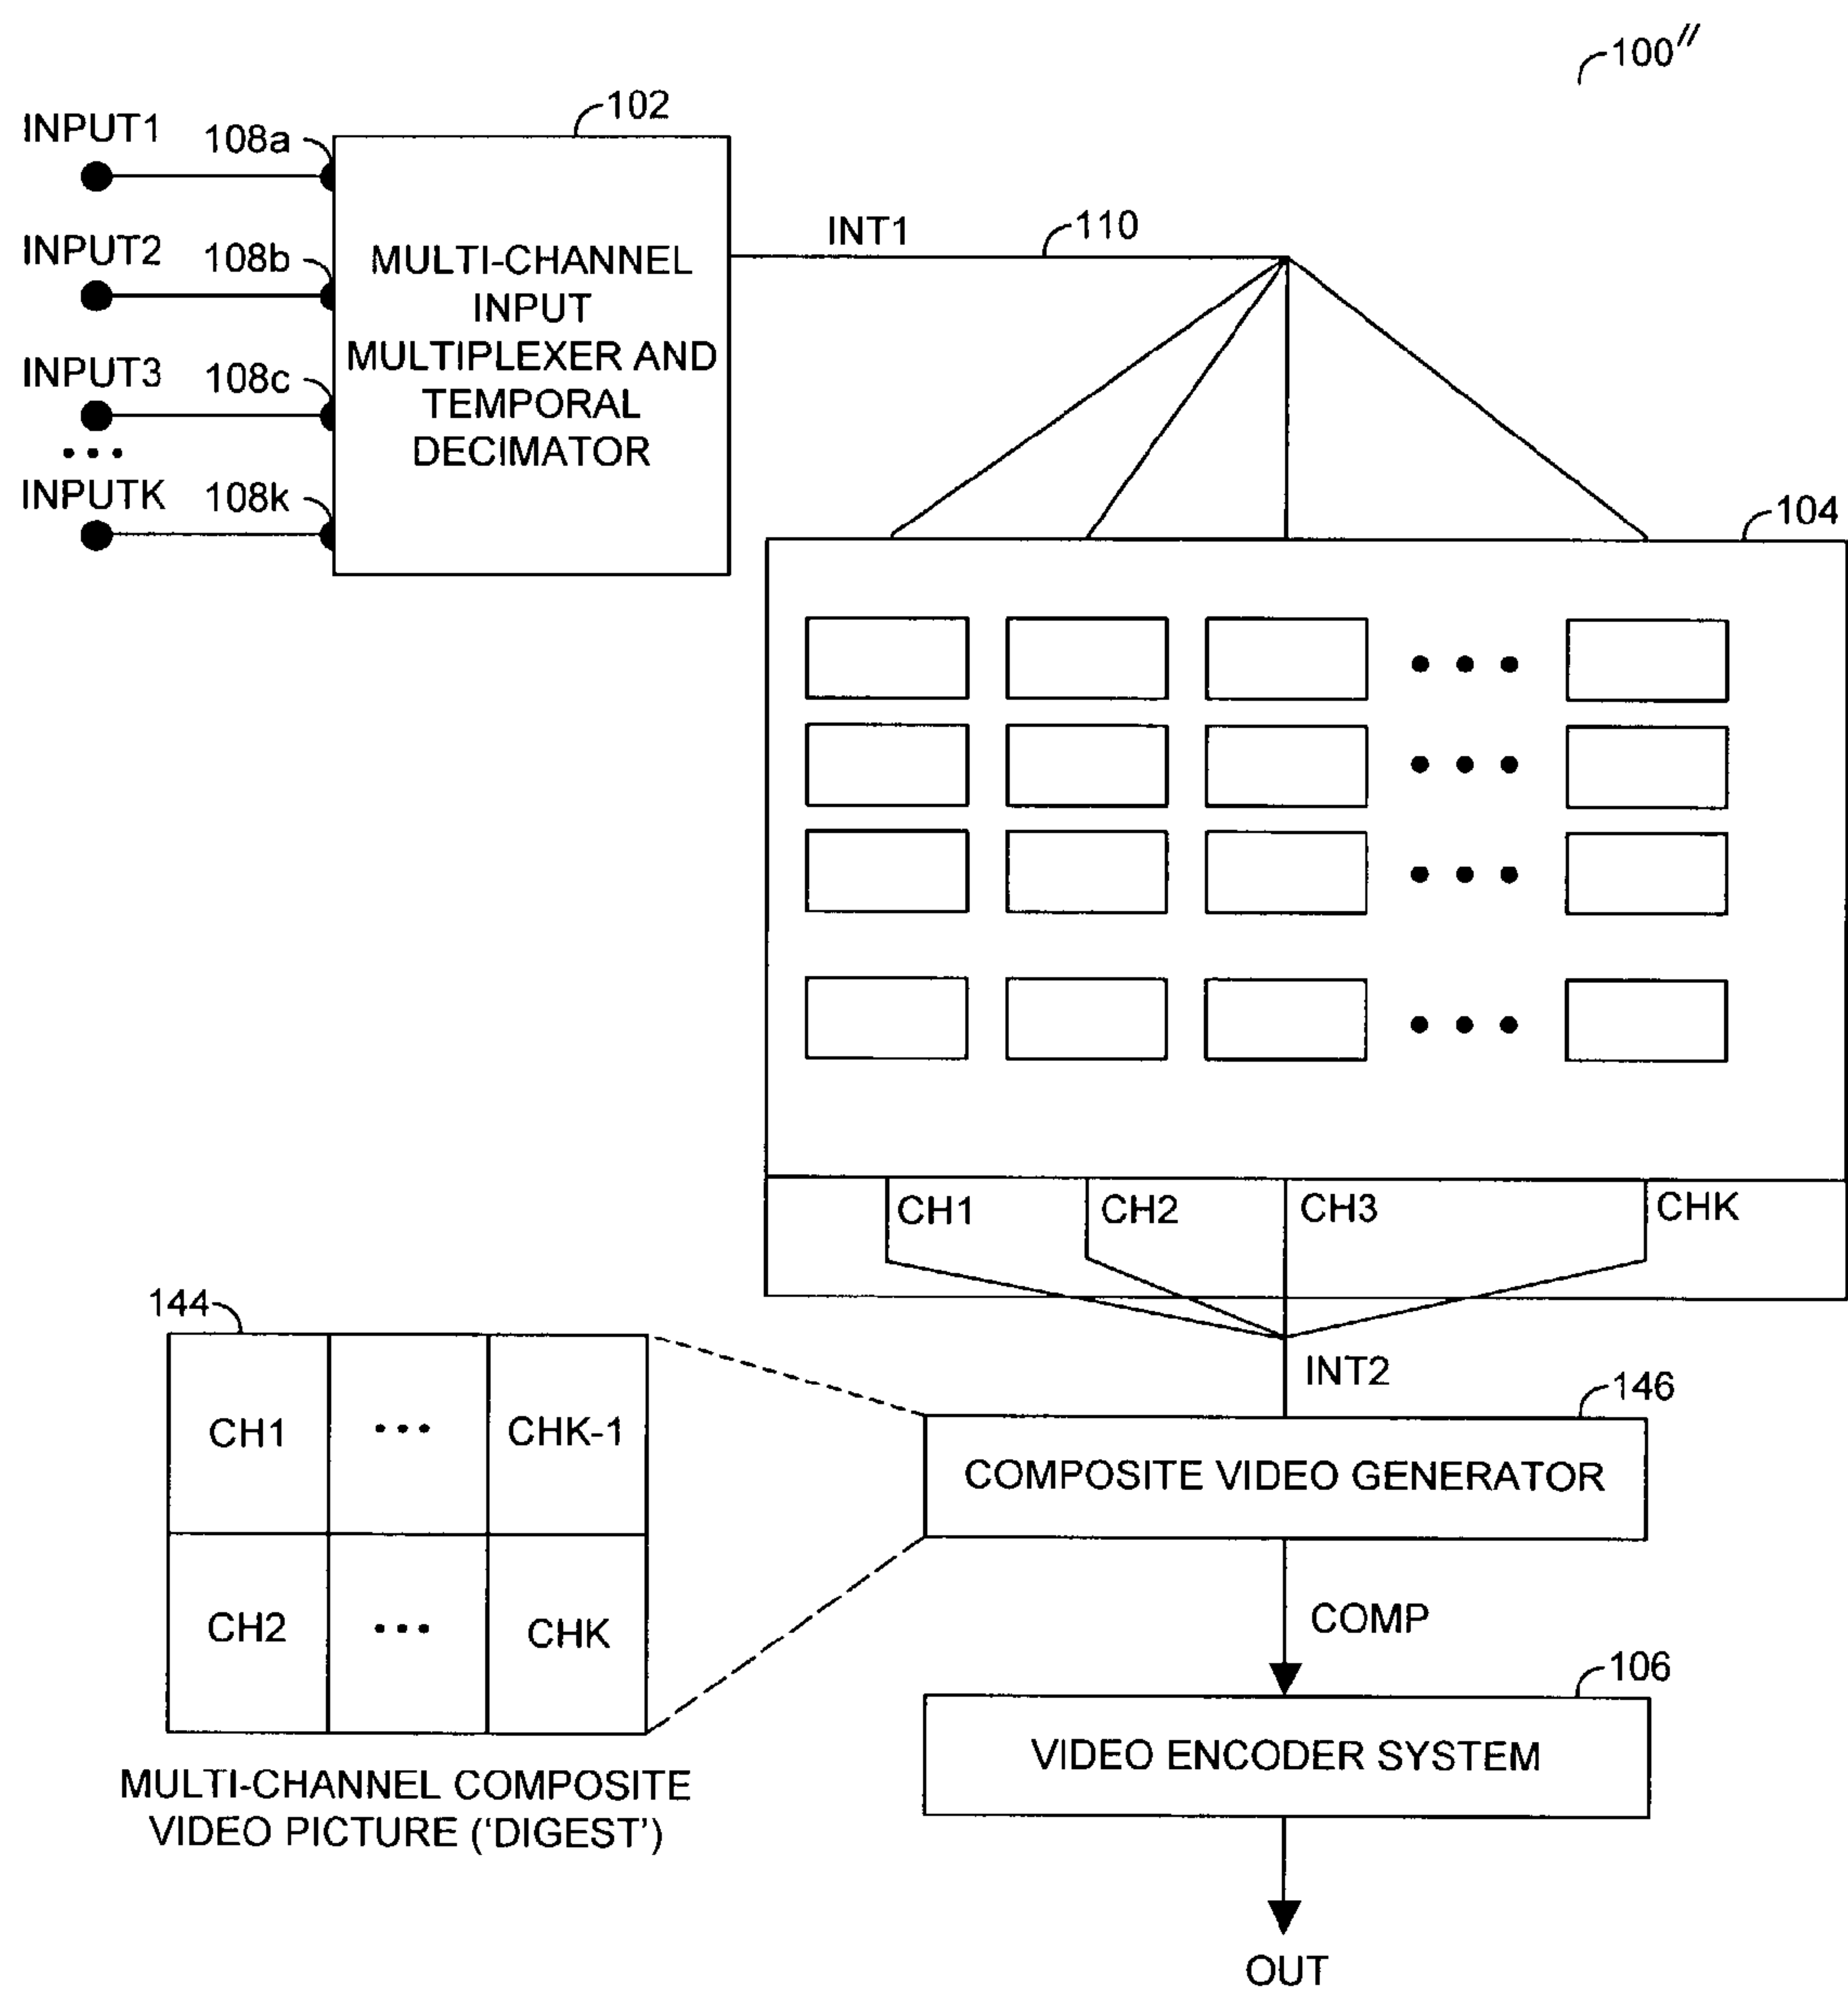 100″
102
INPUT1
108a
INPUT2
108b
INPUT3
108c
...
INPUTK
108k
MULTI-CHANNEL
INPUT
MULTIPLEXER AND
TEMPORAL
DECIMATOR
INT1
110
104
CH1
CH2
CH3
CHK
INT2
144
CH1 ... CHK-1
CH2 ... CHK
MULTI-CHANNEL COMPOSITE
VIDEO PICTURE (‘DIGEST’)
146
COMPOSITE VIDEO GENERATOR
COMP
106
VIDEO ENCODER SYSTEM
OUT